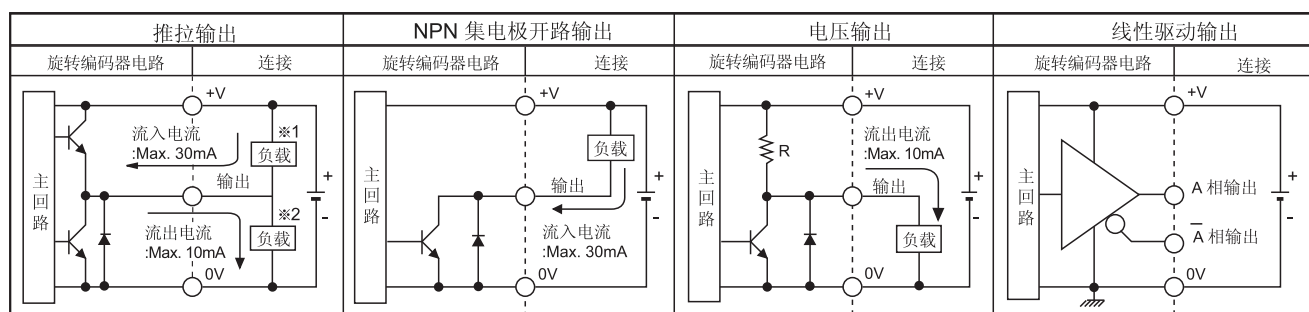 推拉输出
旋转编码器电路 连接
主回路
+V
流入电流
:Max. 30mA
※1
负载
输出
+
-
※2
流出电流
:Max. 10mA
负载
0V
NPN 集电极开路输出
旋转编码器电路 连接
主回路
+V
负载
输出
+
-
流入电流
:Max. 30mA
0V
电压输出
旋转编码器电路 连接
主回路
+V
R
流出电流
:Max. 10mA
输出
+
-
负载
0V
线性驱动输出
旋转编码器电路 连接
主回路
+V
A 相输出
+
-
A̅ 相输出
0V